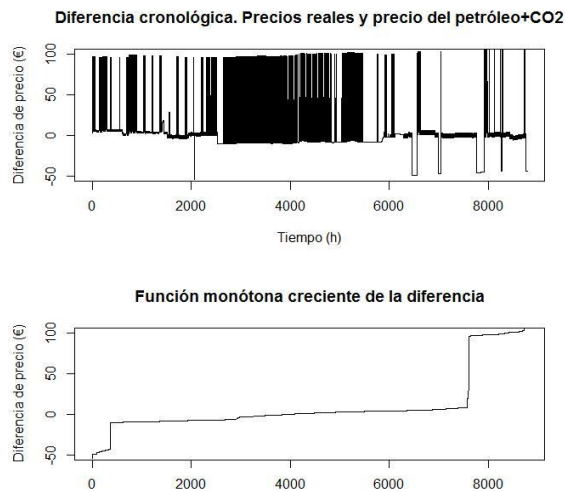 Diferencia cronológica. Precios reales y precio del petróleo+CO2
Diferencia de precio (€)
100
50
0
-50
0 2000 4000 6000 8000
Tiempo (h)
Función monótona creciente de la diferencia
Diferencia de precio (€)
100
50
0
-50
0 2000 4000 6000 8000